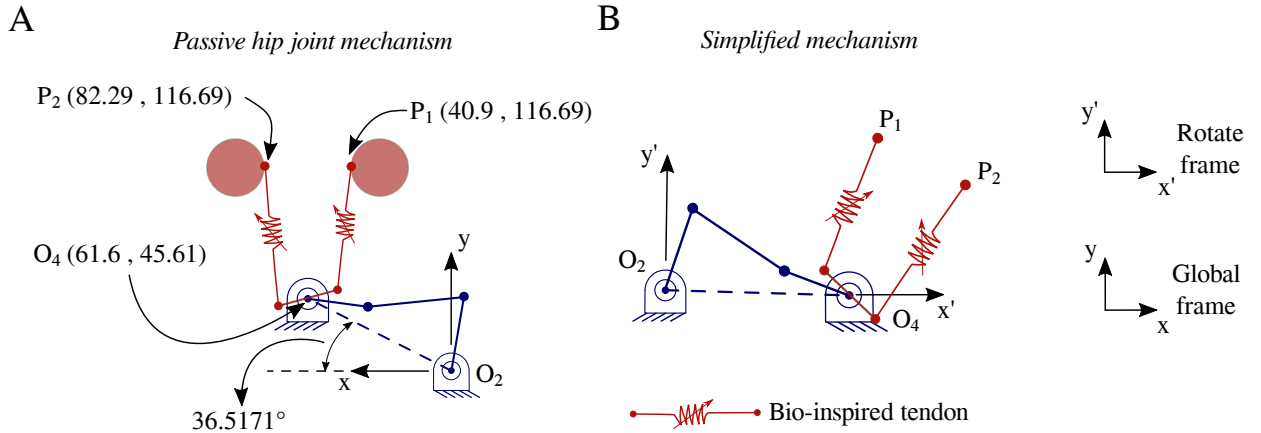 A
Passive hip joint mechanism
P2 (82.29 , 116.69)
P1 (40.9 , 116.69)
O4 (61.6 , 45.61)
y
x
O2
36.5171°
B
Simplified mechanism
P1
P2
y'
O2
O4
x'
Bio-inspired tendon
y'
x'
Rotate
frame
y
x
Global
frame